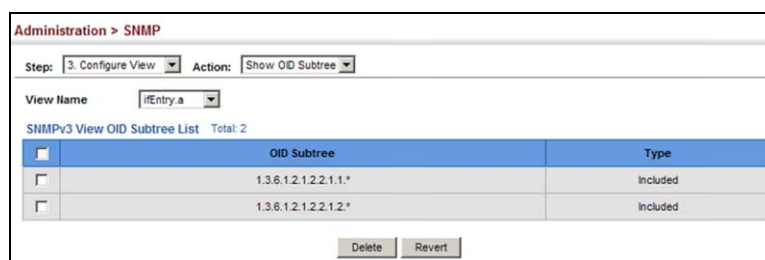 Administration > SNMP
Step: 3. Configure View Action: Show OID Subtree
View Name ifEntry.a
SNMPv3 View OID Subtree List Total: 2
OID Subtree Type
1.3.6.1.2.1.2.2.1.1.* Included
1.3.6.1.2.1.2.2.1.2.* Included
Delete Revert